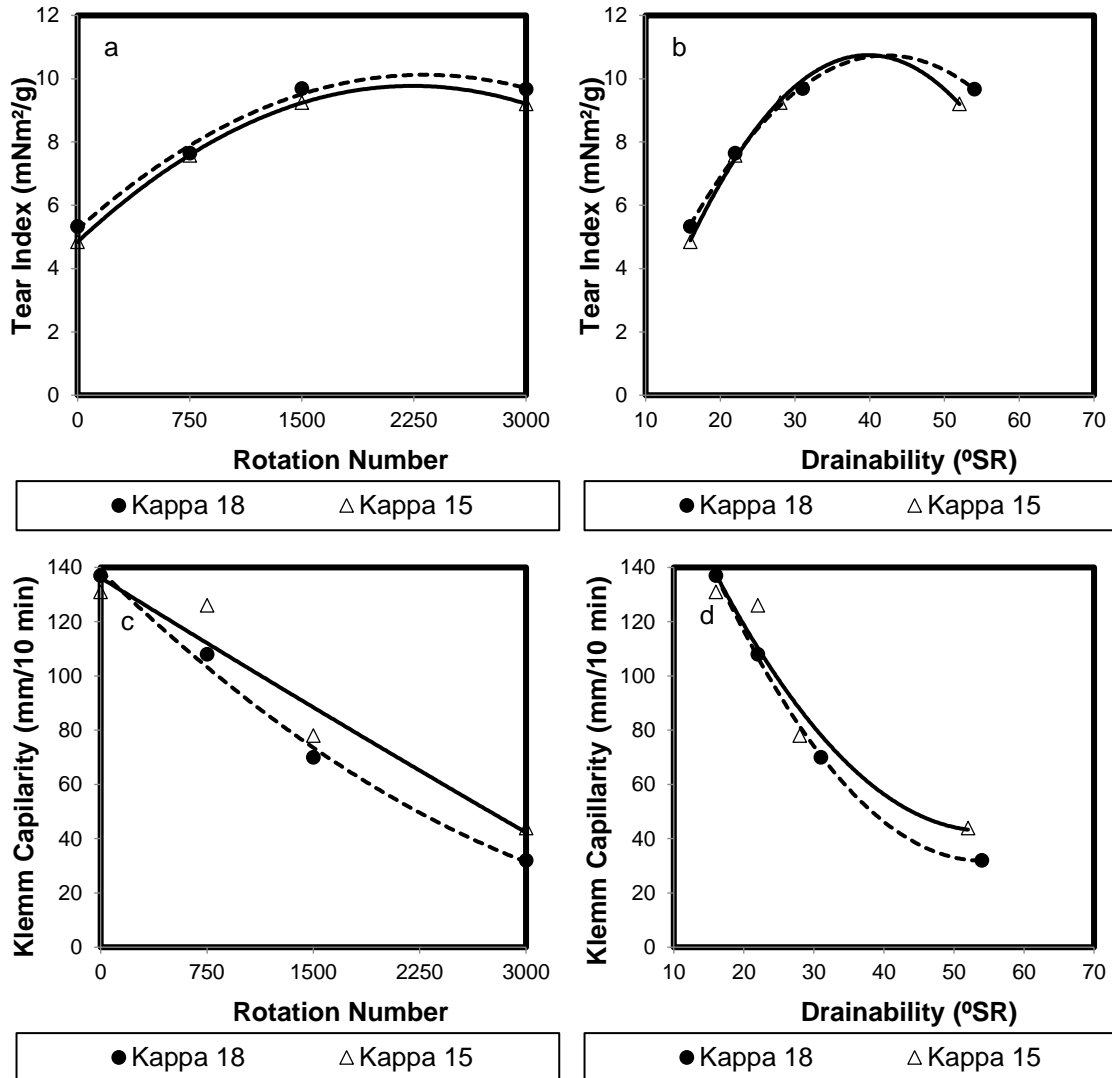 a
Tear Index (mNm²/g)
12
10
8
6
4
2
0
0 750 1500 2250 3000
Rotation Number
● Kappa 18 △ Kappa 15
b
Tear Index (mNm²/g)
12
10
8
6
4
2
0
10 20 30 40 50 60 70
Drainability (ºSR)
● Kappa 18 △ Kappa 15
c
Klemm Capilarity (mm/10 min)
140
120
100
80
60
40
20
0
0 750 1500 2250 3000
Rotation Number
● Kappa 18 △ Kappa 15
d
Klemm Capillarity (mm/10 min)
140
120
100
80
60
40
20
0
10 20 30 40 50 60 70
Drainability (ºSR)
● Kappa 18 △ Kappa 15